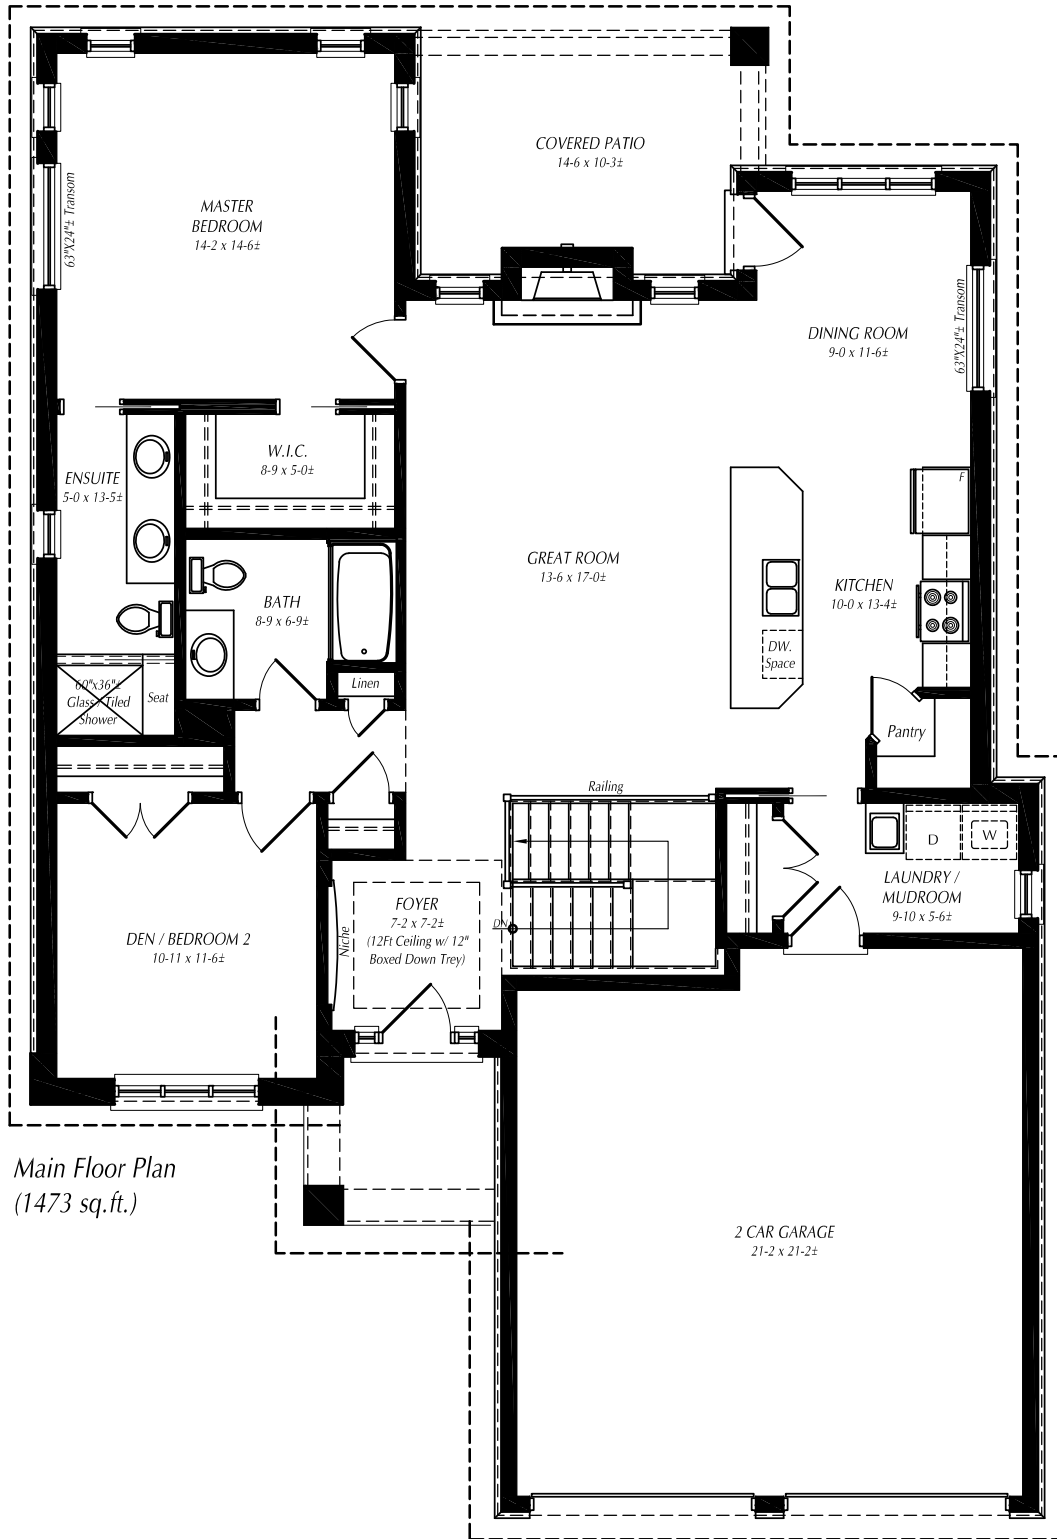 COVERED PATIO
14-6 x 10-3±
MASTER
BEDROOM
14-2 x 14-6±
63"X24"± Transom
63"X24"± Transom
DINING ROOM
9-0 x 11-6±
W.I.C.
8-9 x 5-0±
ENSUITE
5-0 x 13-5±
F
GREAT ROOM
13-6 x 17-0±
KITCHEN
10-0 x 13-4±
BATH
8-9 x 6-9±
DW.
Space
60"x36"±
Glass / Tiled
Shower
Seat
Linen
Pantry
Railing
D
W
LAUNDRY /
MUDROOM
9-10 x 5-6±
FOYER
7-2 x 7-2±
(12Ft Ceiling w/ 12"
Boxed Down Trey)
Niche
DN
DEN / BEDROOM 2
10-11 x 11-6±
Main Floor Plan
(1473 sq.ft.)
2 CAR GARAGE
21-2 x 21-2±